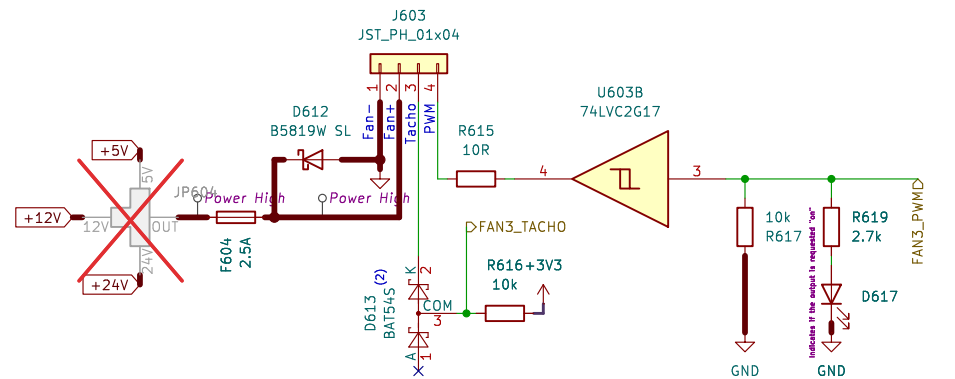 J603
JST_PH_01x04
1
2
3
4
Fan-
Fan+
Tacho
PWM
D612
B5819W SL
R615
10R
U603B
74LVC2G17
4
3
+5V
+12V
+24V
5V
12V
24V
OUT
JP604
Power High
Power High
F604
2.5A
FAN3_TACHO
R616
10k
+3V3
D613
BAT54S
(2)
K
2
COM
3
A
1
10k
R617
GND
Indicates if the output is requested "on"
R619
2.7k
D617
GND
FAN3_PWM